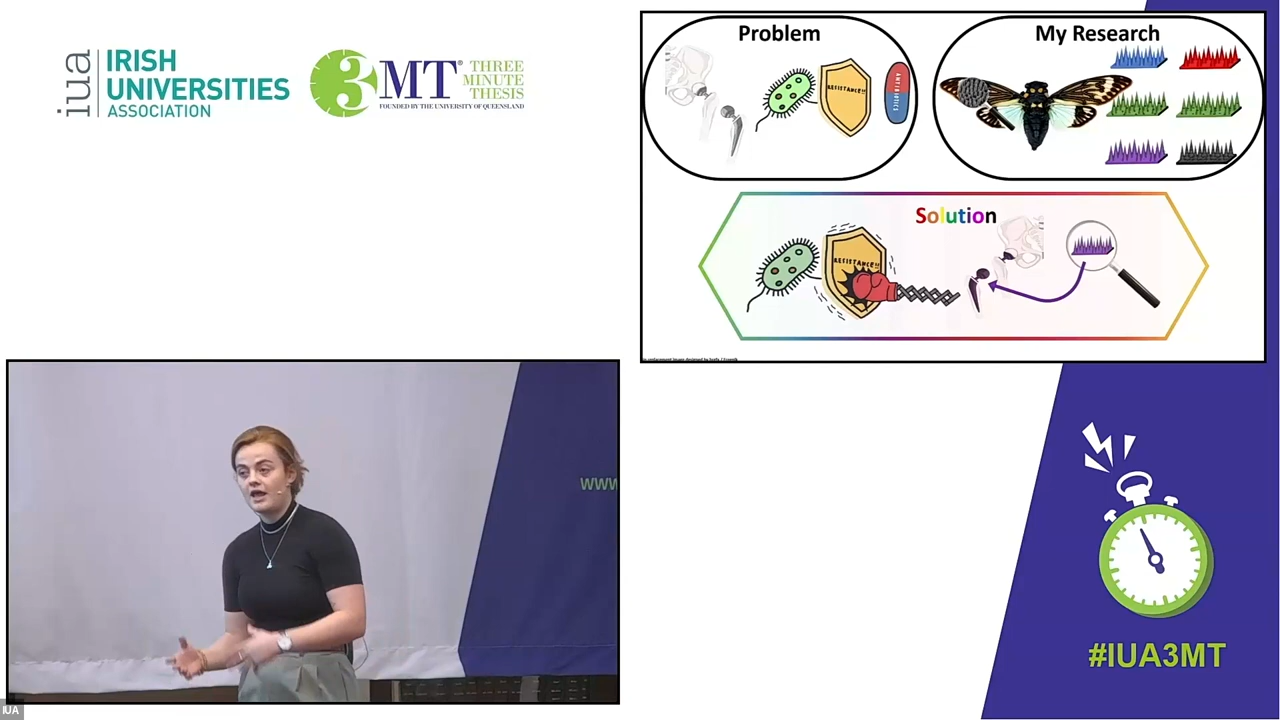 iua
IRISH
UNIVERSITIES
ASSOCIATION
3MT® THREE
MINUTE
THESIS
FOUNDED BY THE UNIVERSITY OF QUEENSLAND
Problem
RESISTANCE
ANTIBIOTICS
My Research
Solution
RESISTANCE
www
#IUA3MT
IUA